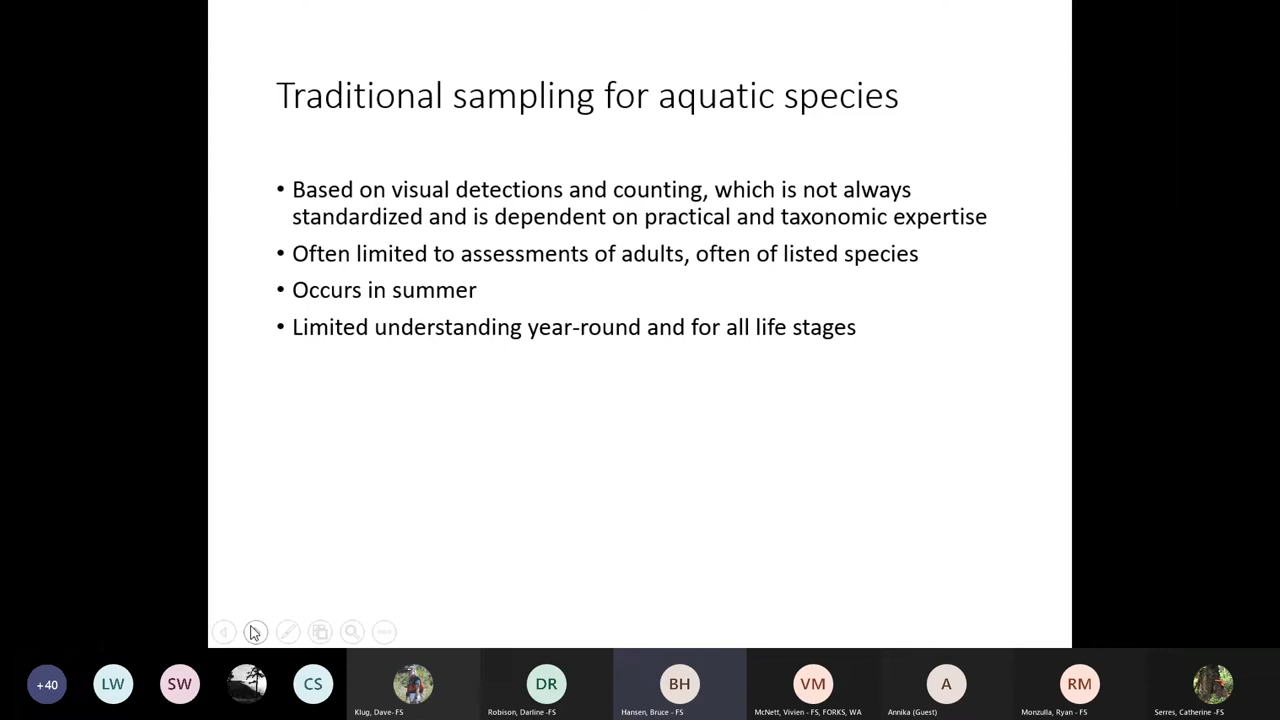 Traditional sampling for aquatic species
• Based on visual detections and counting, which is not always
standardized and is dependent on practical and taxonomic expertise
• Often limited to assessments of adults, often of listed species
• Occurs in summer
• Limited understanding year-round and for all life stages
+40
LW
SW
CS
DR
BH
VM
A
RM
Klug, Dave- FS
Robison, Darline -FS
Hansen, Bruce - FS
McNett, Vivien - FS, FORKS, WA
Annika (Guest)
Monzulla, Ryan - FS
Serres, Catherine -FS